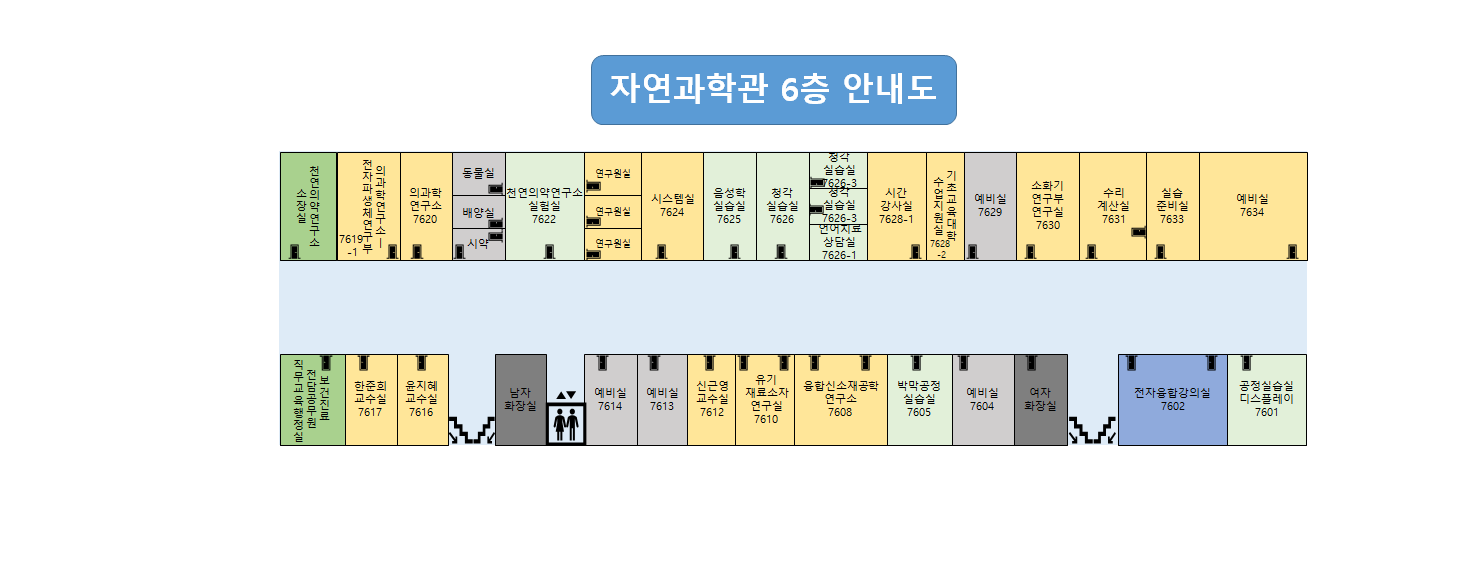 자연과학관 6층 안내도
천연의약연구소
소장실
의과학연구소ㅣ
전자파생체연구부
7619
-1
의과학
연구소
7620
동물실
배양실
시약
천연의약연구소
실험실
7622
연구원실
연구원실
연구원실
시스템실
7624
음성학
실습실
7625
청각
실습실
7626
청각
실습실
7626-3
청각
실습실
7626-3
언어치료
상담실
7626-1
시간
강사실
7628-1
기초교육대학
수업지원실
7628
-2
예비실
7629
소화기
연구부
연구실
7630
수리
계산실
7631
실습
준비실
7633
예비실
7634
보건진료
전담공무원
직무교육행정실
한준희
교수실
7617
윤지혜
교수실
7616
남자
화장실
예비실
7614
예비실
7613
신근영
교수실
7612
유기
재료소자
연구실
7610
융합신소재공학
연구소
7608
박막공정
실습실
7605
예비실
7604
여자
화장실
전자융합강의실
7602
공정실습실
디스플레이
7601